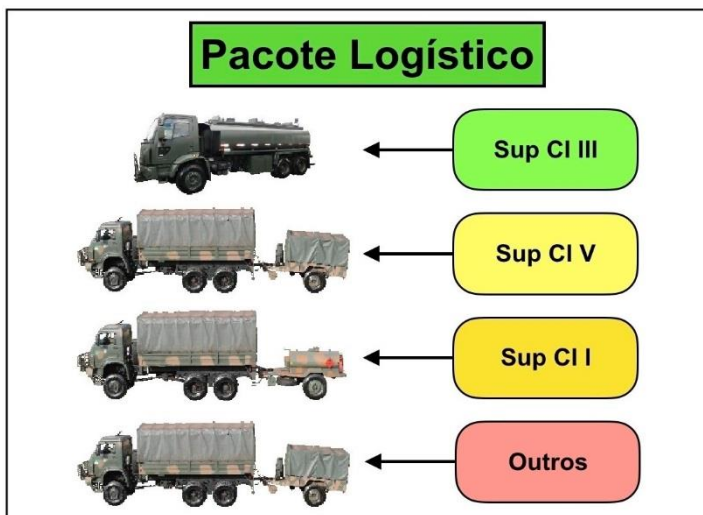 Pacote Logístico
Sup Cl III
Sup Cl V
Sup Cl I
Outros